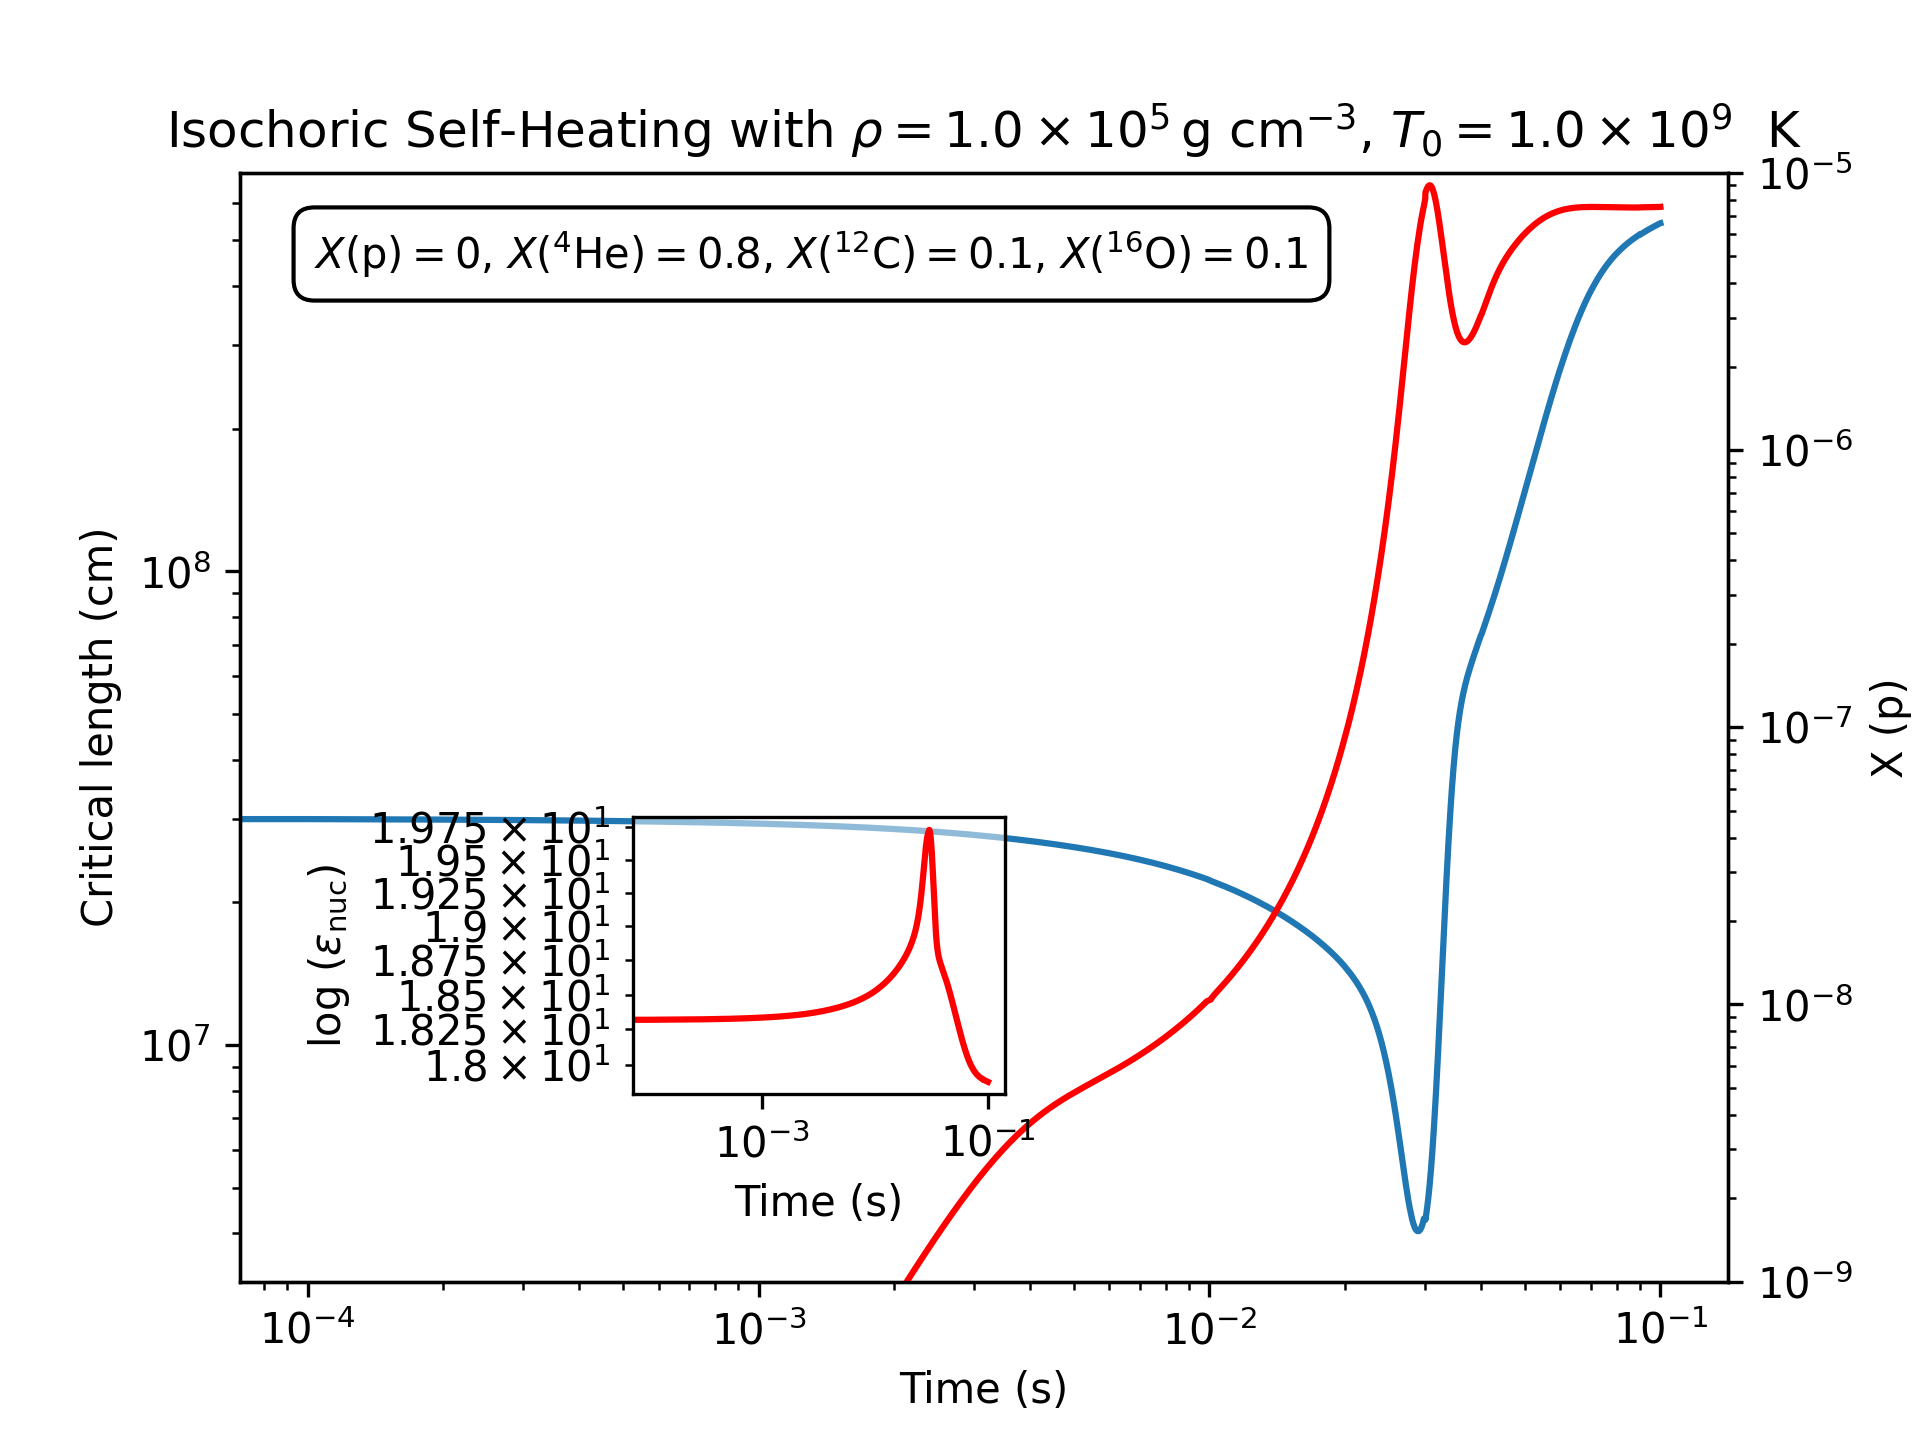 Isochoric Self-Heating with ρ = 1.0 × 10⁵ g cm⁻³, T₀ = 1.0 × 10⁹ K
X(p) = 0, X(⁴He) = 0.8, X(¹²C) = 0.1, X(¹⁶O) = 0.1
Critical length (cm)
10⁸
10⁷
10⁻⁵
10⁻⁶
10⁻⁷
10⁻⁸
10⁻⁹
X (p)
log (ϵₙᵤ꜀)
1.975 × 10¹
1.95 × 10¹
1.925 × 10¹
1.9 × 10¹
1.875 × 10¹
1.85 × 10¹
1.825 × 10¹
1.8 × 10¹
10⁻³ 10⁻¹
Time (s)
10⁻⁴ 10⁻³ 10⁻² 10⁻¹
Time (s)